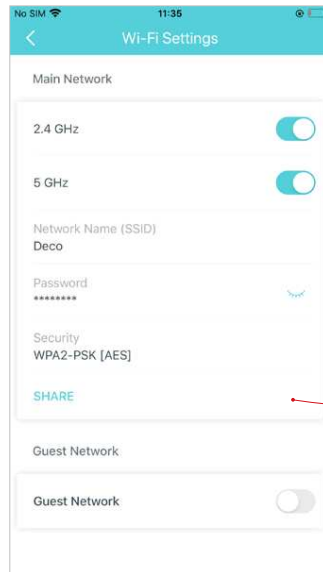 No SIM 11:35
Wi-Fi Settings
Main Network
2.4 GHz
5 GHz
Network Name (SSID)
Deco
Password
********
Security
WPA2-PSK [AES]
SHARE
Guest Network
Guest Network